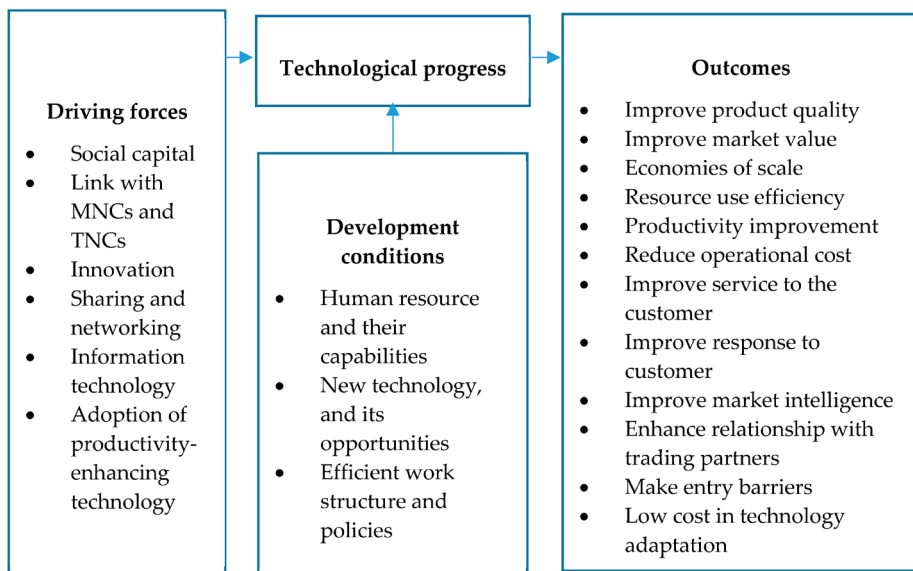 Driving forces
• Social capital
• Link with
MNCs and
TNCs
• Innovation
• Sharing and
networking
• Information
technology
• Adoption of
productivity-
enhancing
technology
Technological progress
Development
conditions
• Human resource
and their
capabilities
• New technology,
and its
opportunities
• Efficient work
structure and
policies
Outcomes
• Improve product quality
• Improve market value
• Economies of scale
• Resource use efficiency
• Productivity improvement
• Reduce operational cost
• Improve service to the
customer
• Improve response to
customer
• Improve market intelligence
• Enhance relationship with
trading partners
• Make entry barriers
• Low cost in technology
adaptation